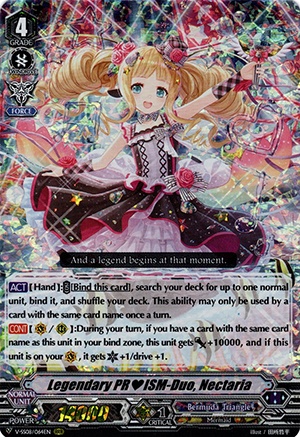 4
GRADE
FORCE
And a legend begins at that moment.
ACT [Hand]: [Bind this card], search your deck for up to one normal
unit, bind it, and shuffle your deck. This ability may only be used by a
card with the same card name once a turn.
CONT [ / ]: During your turn, if you have a card with the same card
name as this unit in your bind zone, this unit gets +10000, and if this
unit is on your , it gets +1/drive +1.
NORMAL UNIT
Legendary PR♥ISM-Duo, Nectaria
POWER
13000
1
CRITICAL
Bermuda Triangle
Mermaid
V-SS08/064EN